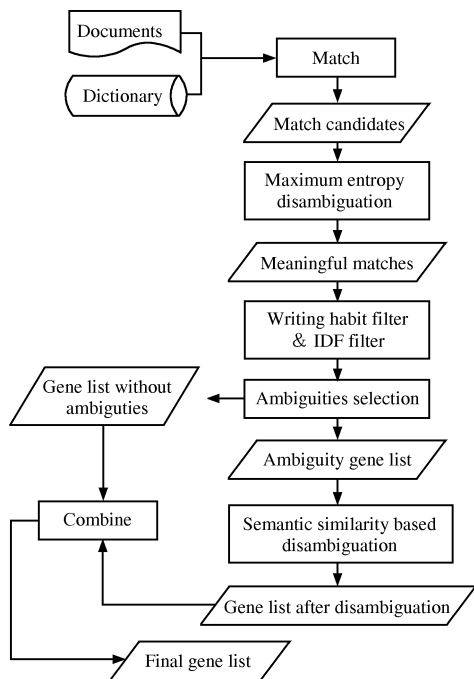 Documents
Dictionary
Match
Match candidates
Maximum entropy
disambiguation
Meaningful matches
Writing habit filter
& IDF filter
Ambiguities selection
Gene list without
ambiguties
Ambiguity gene list
Combine
Semantic similarity based
disambiguation
Gene list after disambiguation
Final gene list